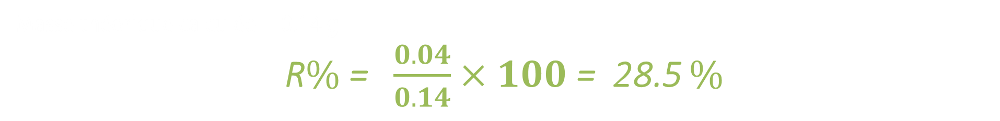 R% = 0.04/0.14 × 100 = 28.5 %